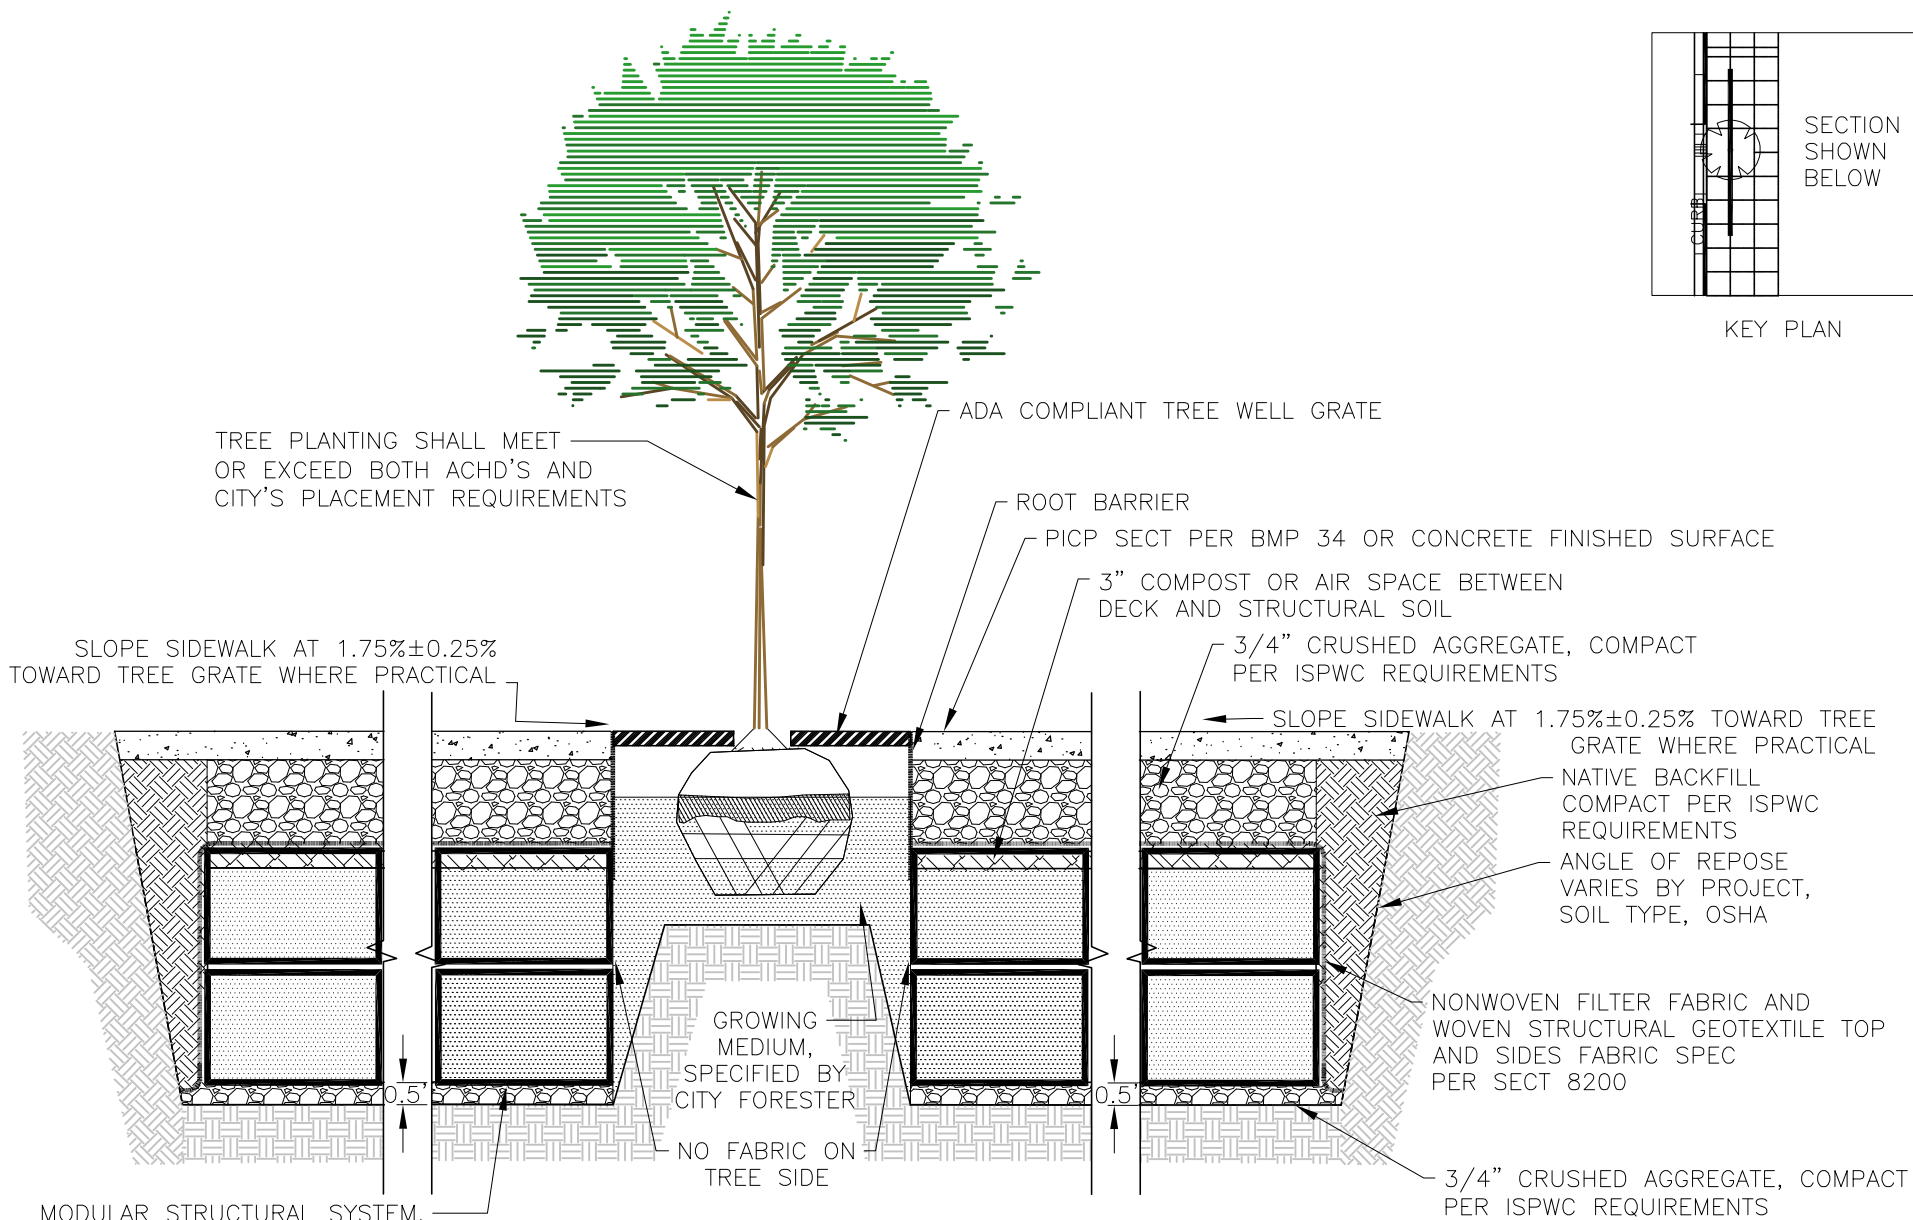 SECTION
SHOWN
BELOW
CURB
KEY PLAN
ADA COMPLIANT TREE WELL GRATE
TREE PLANTING SHALL MEET
OR EXCEED BOTH ACHD'S AND
CITY'S PLACEMENT REQUIREMENTS
ROOT BARRIER
PICP SECT PER BMP 34 OR CONCRETE FINISHED SURFACE
3" COMPOST OR AIR SPACE BETWEEN
DECK AND STRUCTURAL SOIL
SLOPE SIDEWALK AT 1.75%±0.25%
TOWARD TREE GRATE WHERE PRACTICAL
3/4" CRUSHED AGGREGATE, COMPACT
PER ISPWC REQUIREMENTS
SLOPE SIDEWALK AT 1.75%±0.25% TOWARD TREE
GRATE WHERE PRACTICAL
NATIVE BACKFILL
COMPACT PER ISPWC
REQUIREMENTS
ANGLE OF REPOSE
VARIES BY PROJECT,
SOIL TYPE, OSHA
NONWOVEN FILTER FABRIC AND
WOVEN STRUCTURAL GEOTEXTILE TOP
AND SIDES FABRIC SPEC
PER SECT 8200
GROWING
MEDIUM,
SPECIFIED BY
CITY FORESTER
0.5'
0.5'
NO FABRIC ON
TREE SIDE
3/4" CRUSHED AGGREGATE, COMPACT
PER ISPWC REQUIREMENTS
MODULAR STRUCTURAL SYSTEM,